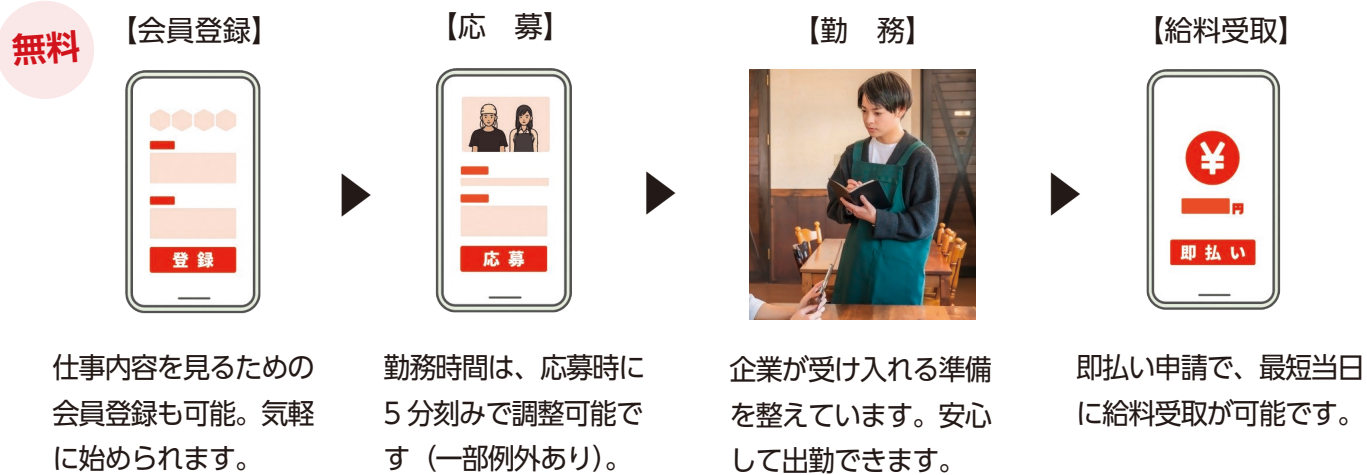 無料
【会員登録】
登録
仕事内容を見るための
会員登録も可能。気軽
に始められます。
【応　募】
応募
勤務時間は、応募時に
5分刻みで調整可能で
す（一部例外あり）。
【勤　務】
企業が受け入れる準備
を整えています。安心
して出勤できます。
【給料受取】
¥
円
即払い
即払い申請で、最短当日
に給料受取が可能です。